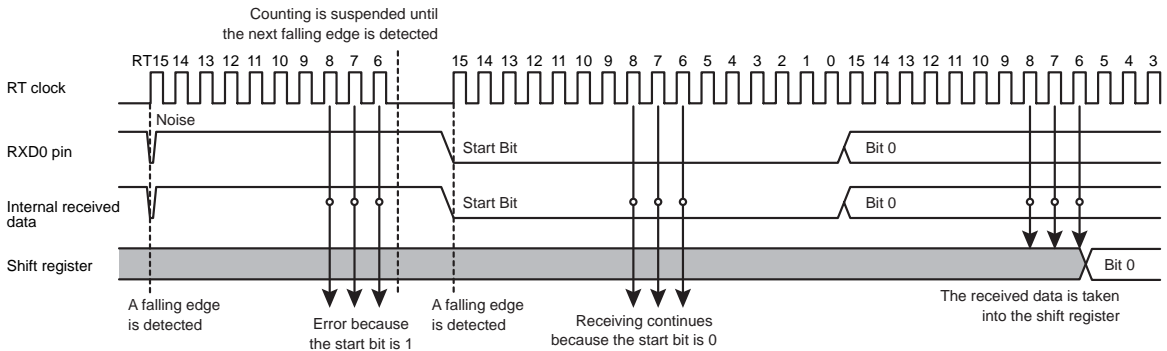 Counting is suspended until
the next falling edge is detected
RT15 14 13 12 11 10 9 8 7 6 15 14 13 12 11 10 9 8 7 6 5 4 3 2 1 0 15 14 13 12 11 10 9 8 7 6 5 4 3
RT clock
Noise
RXD0 pin
Start Bit
Bit 0
Internal received
data
Start Bit
Bit 0
Shift register
Bit 0
A falling edge
is detected
Error because
the start bit is 1
A falling edge
is detected
Receiving continues
because the start bit is 0
The received data is taken
into the shift register